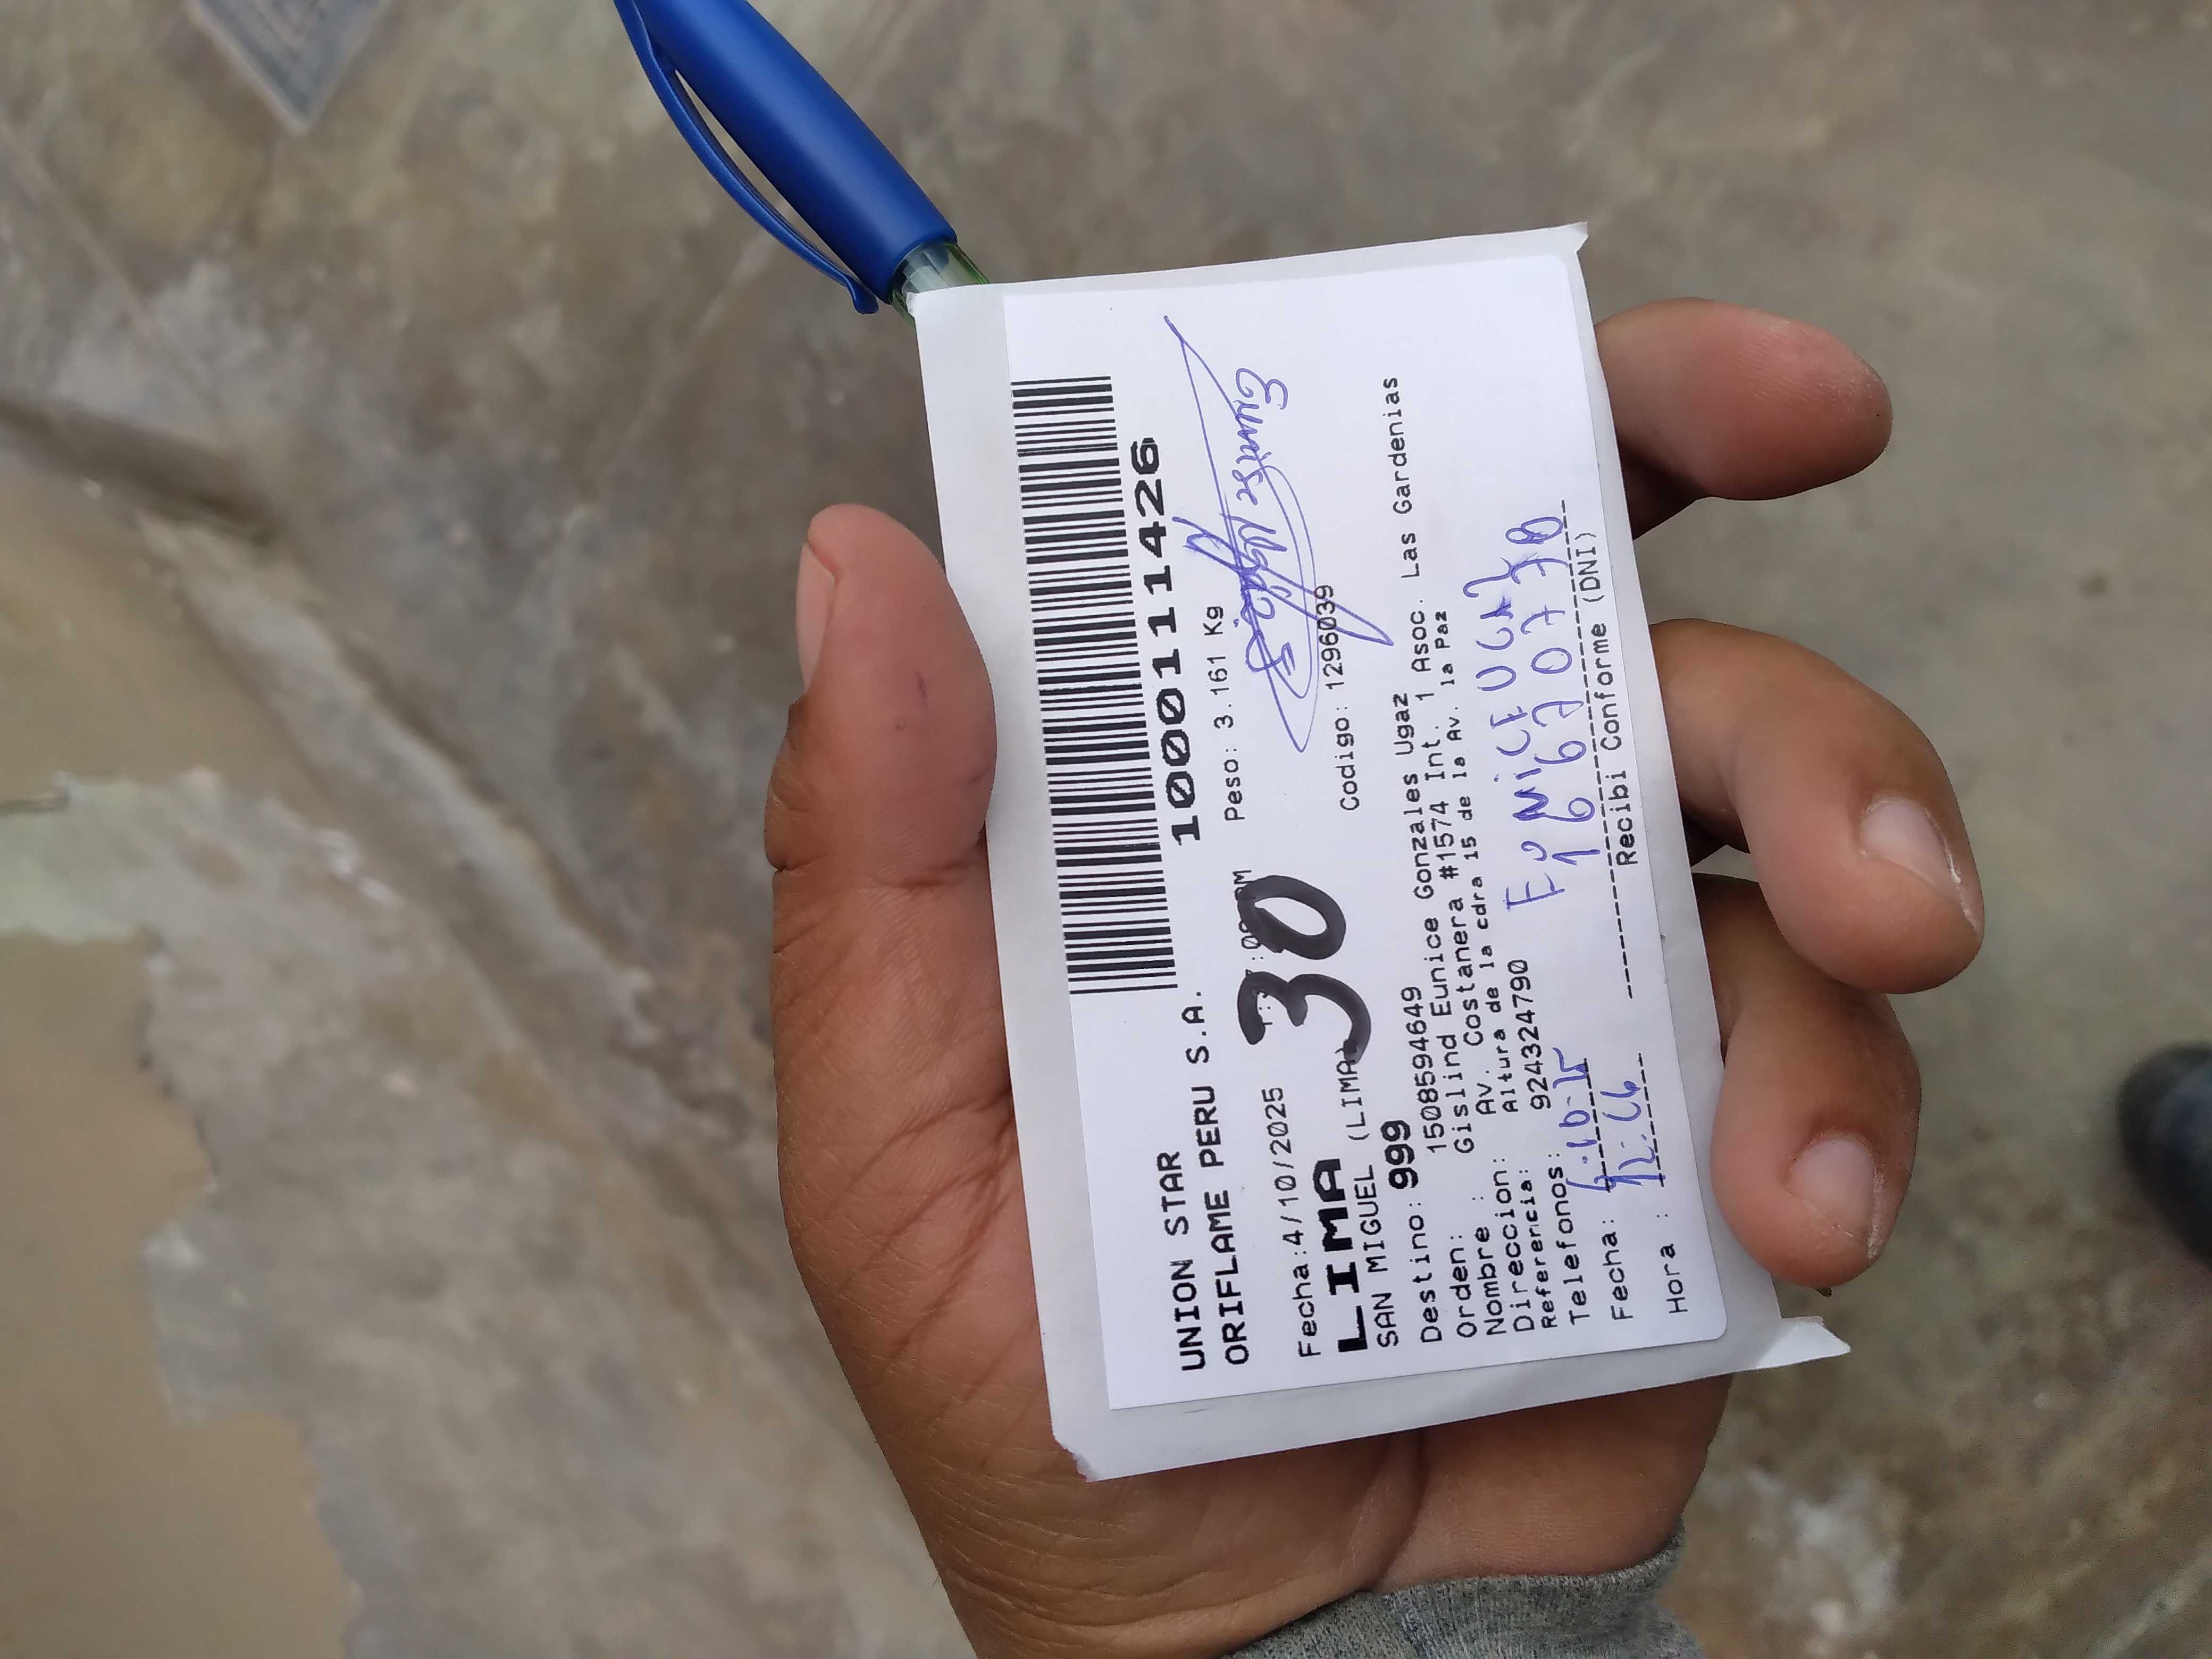 UNION STAR
ORIFLAME PERU S.A.
10001111426
Fecha:4/10/2025
Peso: 3.161 Kg
30
LIMA
SAN MIGUEL (LIMA)
Codigo: 1296039
Destino: 999
Orden: 1508594649
Nombre : Gislind Eunice Gonzales Ugaz
Direccion: Av. Costanera #1574 Int. 1 Asoc. Las Gardenias
Referencia: Altura de la cdra 15 de la Av. la Paz
Telefonos: 924324790
16670770
Fecha:
Hora :
Recibi Conforme (DNI)